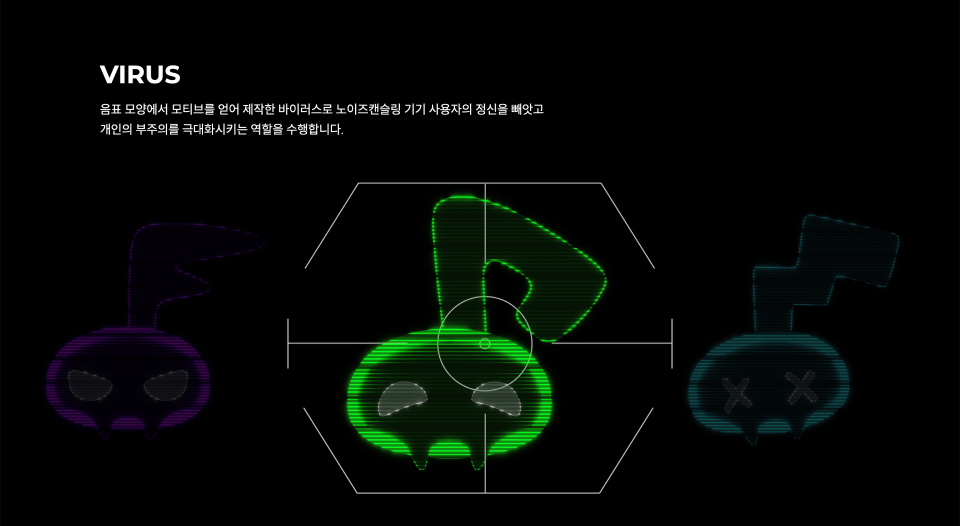 VIRUS
음표 모양에서 모티브를 얻어 제작한 바이러스로 노이즈캔슬링 기기 사용자의 정신을 빼앗고
개인의 부주의를 극대화시키는 역할을 수행합니다.